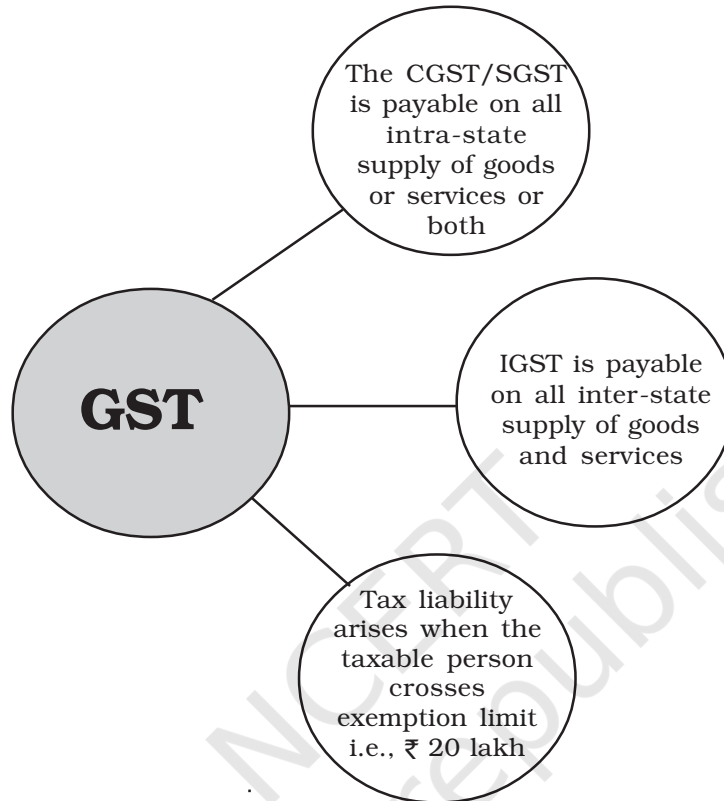 The CGST/SGST
is payable on all
intra-state
supply of goods
or services or
both
GST
IGST is payable
on all inter-state
supply of goods
and services
Tax liability
arises when the
taxable person
crosses
exemption limit
i.e., ₹ 20 lakh
NCERT
republis